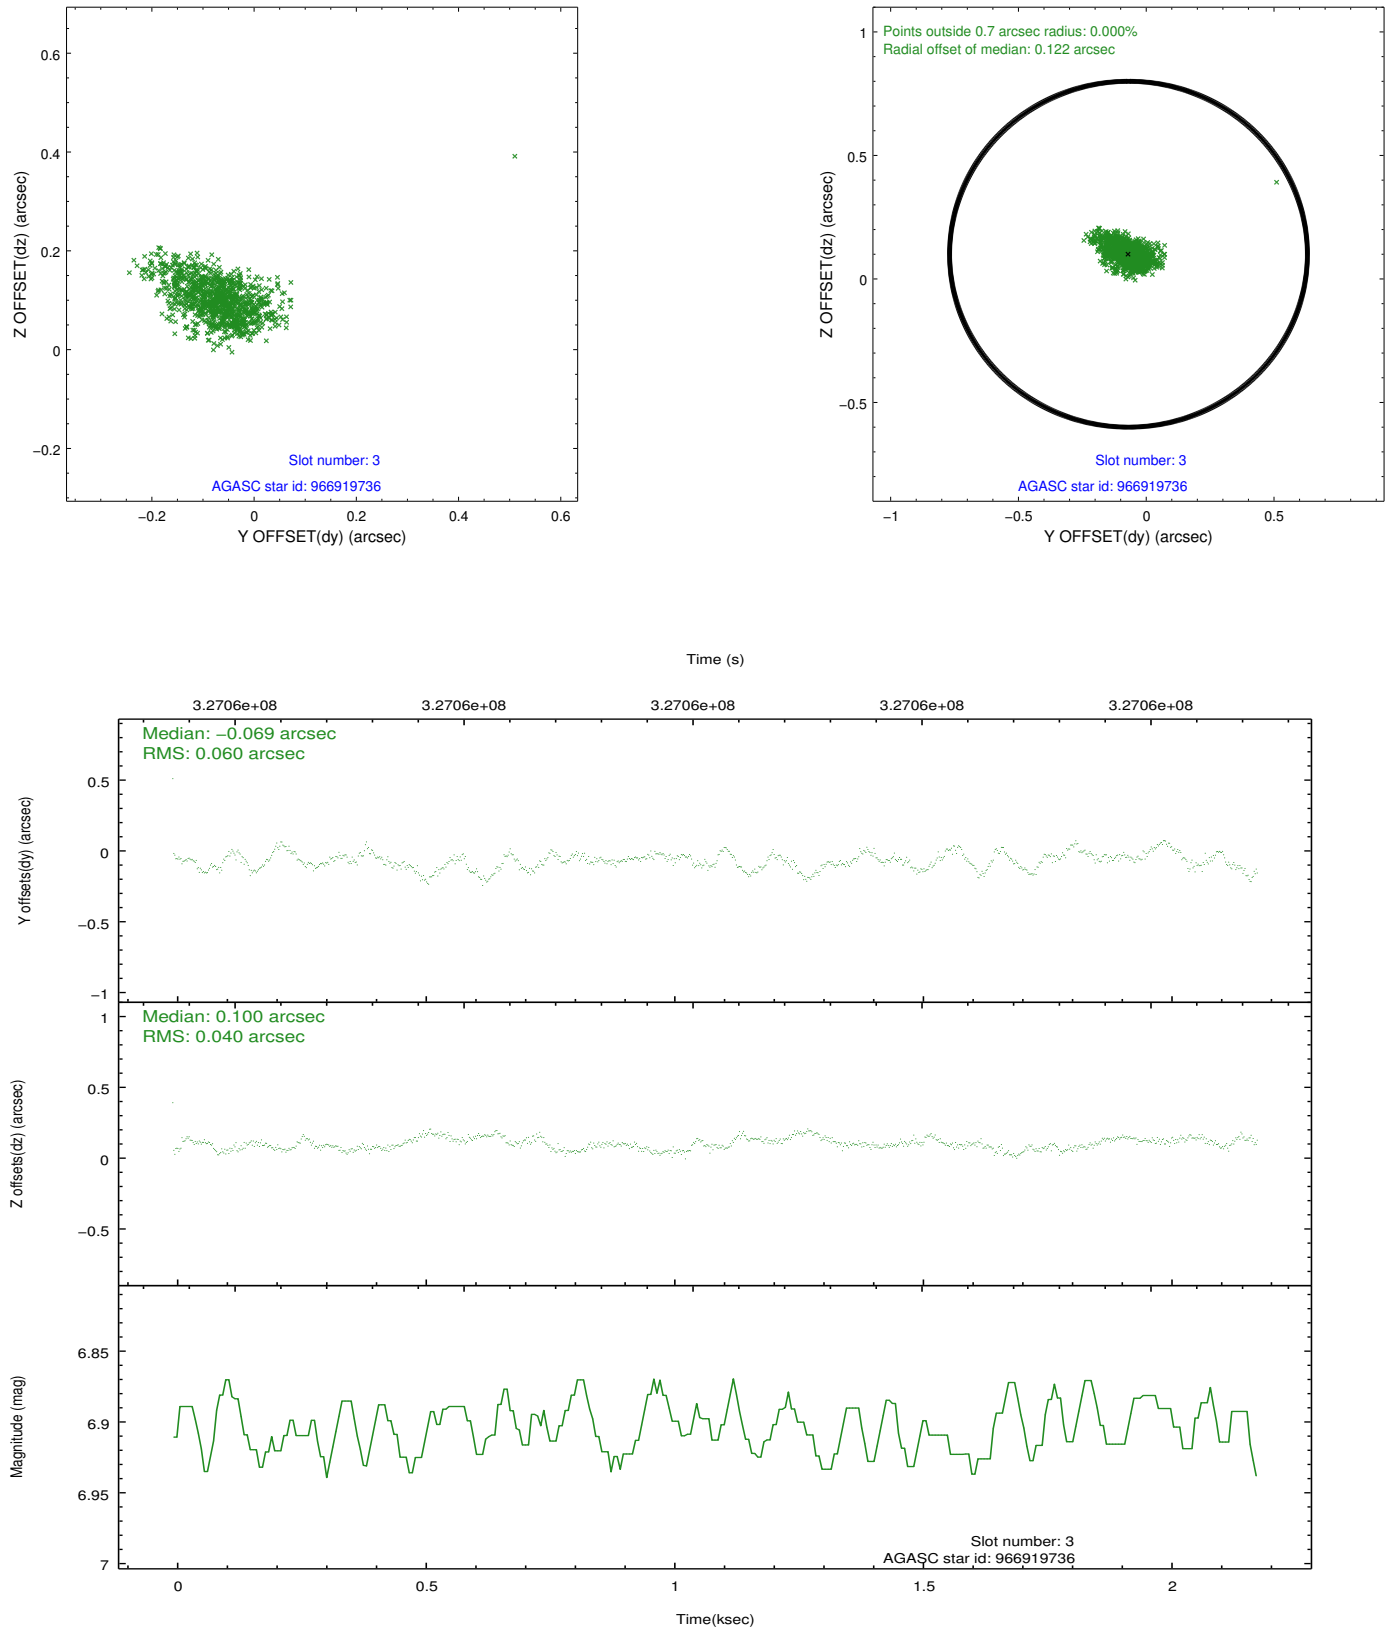 0.6
0.4
0.2
0
−0.2
Z OFFSET(dz) (arcsec)
Slot number: 3
AGASC star id: 966919736
−0.2 0 0.2 0.4 0.6
Y OFFSET(dy) (arcsec)
Points outside 0.7 arcsec radius: 0.000%
Radial offset of median: 0.122 arcsec
1
0.5
0
−0.5
Z OFFSET(dz) (arcsec)
Slot number: 3
AGASC star id: 966919736
−1 −0.5 0 0.5
Y OFFSET(dy) (arcsec)
Time (s)
3.2706e+08 3.2706e+08 3.2706e+08 3.2706e+08 3.2706e+08
Median: −0.069 arcsec
RMS: 0.060 arcsec
0.5
0
−0.5
−1
Y offsets(dy) (arcsec)
Median: 0.100 arcsec
RMS: 0.040 arcsec
1
0.5
0
−0.5
Z offsets(dz) (arcsec)
6.85
6.9
6.95
7
Magnitude (mag)
Slot number: 3
AGASC star id: 966919736
0 0.5 1 1.5 2
Time(ksec)